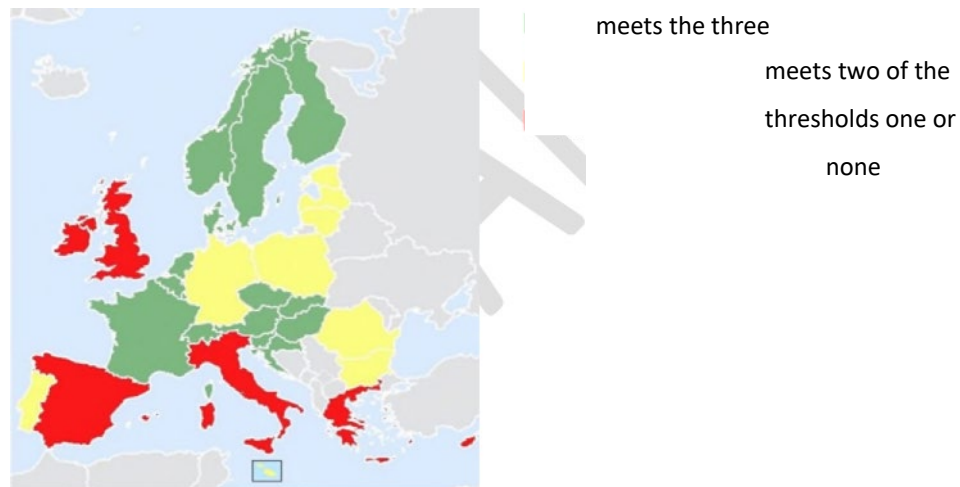 meets the three
meets two of the
thresholds one or
none